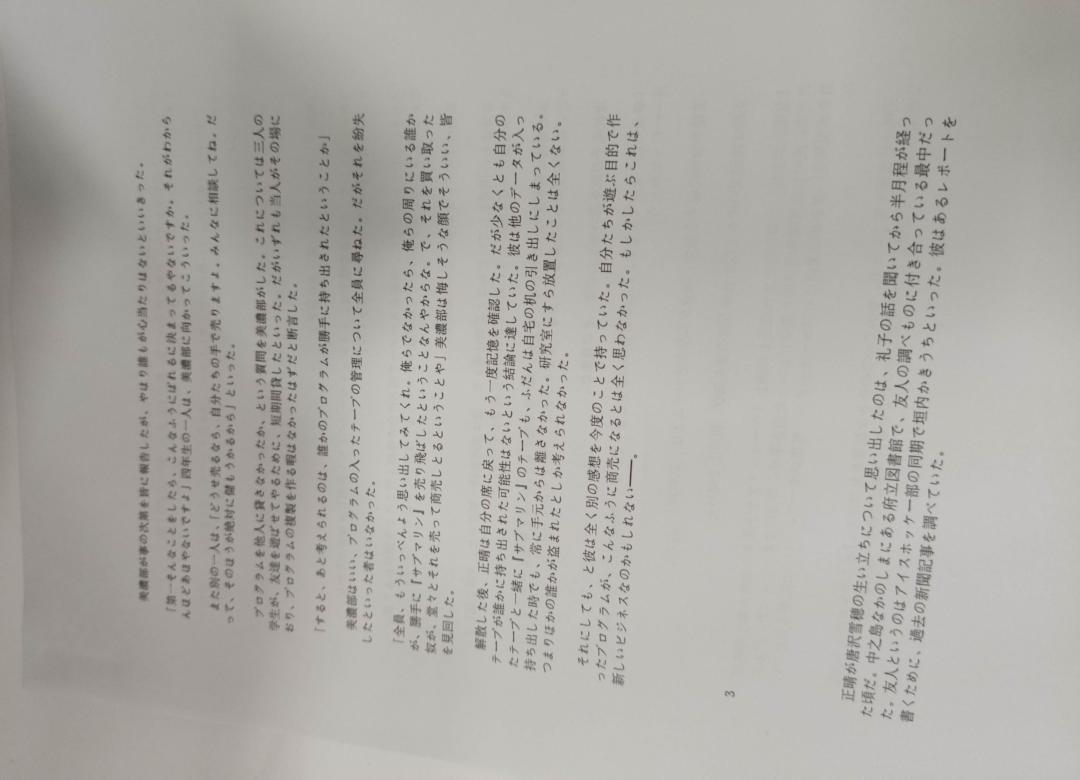 美濃部が事の次第を皆に報告したが、やはり誰もが心当たりはないといいきった。
「第一そんなことをしたら、こんなふうにばれるに決まってるやないですか。それがわから
んほどあほやないですよ」四年生の一人は、美濃部に向かってこういった。
また別の一人は、「どうせ売るなら、自分たちの手で売りますよ。みんなに相談してね。だ
って、そのほうが絶対に儲もうかるから」といった。
プログラムを他人に貸さなかったか、という質問を美濃部がした。これについては三人の
学生が、友達を遊ばせてやるために、短期間貸したといった。だがいずれも当人がその場に
おり、プログラムの複製を作る暇はなかったはずだと断言した。
「すると、あと考えられるのは、誰かのプログラムが勝手に持ち出されたということか」
美濃部はいい、プログラムの入ったテープの管理について全員に尋ねた。だがそれを紛失
したといった者はいなかった。
「全員、もういっぺんよう思い出してみてくれ。俺らでなかったら、俺らの周りにいる誰か
が、勝手に『サブマリン』を売り飛ばしたということなんやからな。で、それを買い取った
奴が、堂々とそれを売って商売しとるということや」美濃部は悔しそうな顔でそういい、皆
を見回した。
解散した後、正晴は自分の席に戻って、もう一度記憶を確認した。だが少なくとも自分の
テープが誰かに持ち出された可能性はないという結論に達していた。彼は他のデータが入っ
たテープと一緒に『サブマリン』のテープも、ふだんは自宅の机の引き出しにしまっている。
持ち出した時でも、常に手元からは離さなかった。研究室にすら放置したことは全くない。
つまりほかの誰かが盗まれたとしか考えられなかった。
それにしても、と彼は全く別の感想を今度のことで持っていた。自分たちが遊ぶ目的で作
ったプログラムが、こんなふうに商売になるとは全く思わなかった。もしかしたらこれは、
新しいビジネスなのかもしれない――。
3
正晴が唐沢雪穂の生い立ちについて思い出したのは、礼子の話を聞いてから半月程が経っ
た頃だ。中之島なかのしまにある府立図書館で、友人の調べものに付き合っている最中だっ
た。友人というのはアイスホッケー部の同期で垣内かきうちといった。彼はあるレポートを
書くために、過去の新聞記事を調べていた。